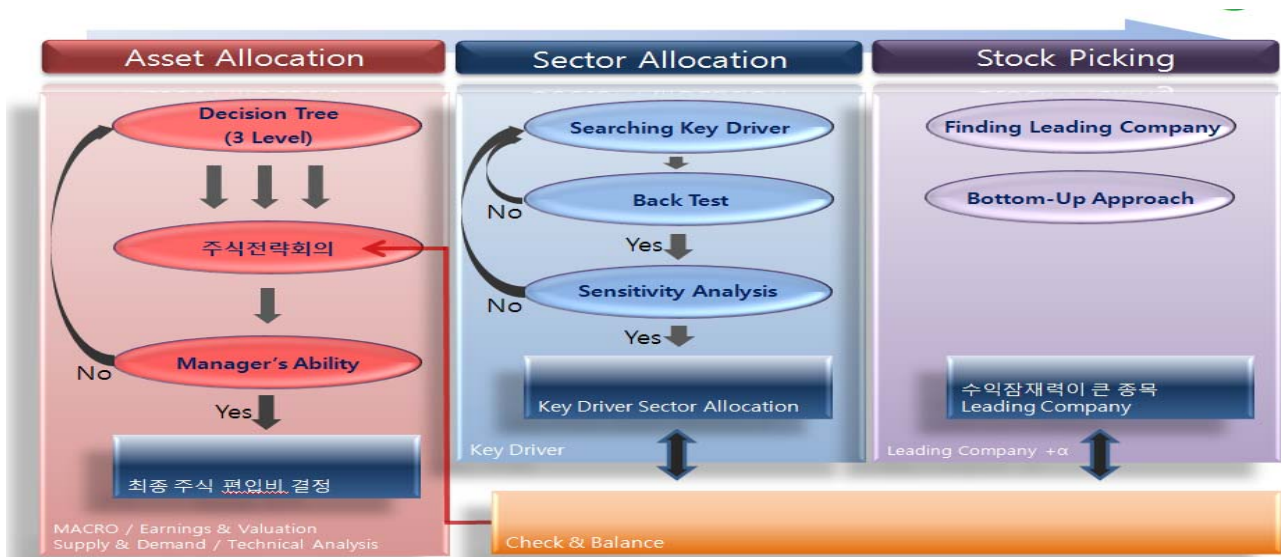 Asset Allocation
Decision Tree
(3 Level)
주식전략회의
Manager's Ability
No
Yes
최종 주식 편입비 결정
MACRO / Earnings & Valuation
Supply & Demand / Technical Analysis
Sector Allocation
Searching Key Driver
Back Test
No
Yes
Sensitivity Analysis
No
Yes
Key Driver Sector Allocation
Key Driver
Stock Picking
Finding Leading Company
Bottom-Up Approach
수익잠재력이 큰 종목
Leading Company
Leading Company +α
Check & Balance